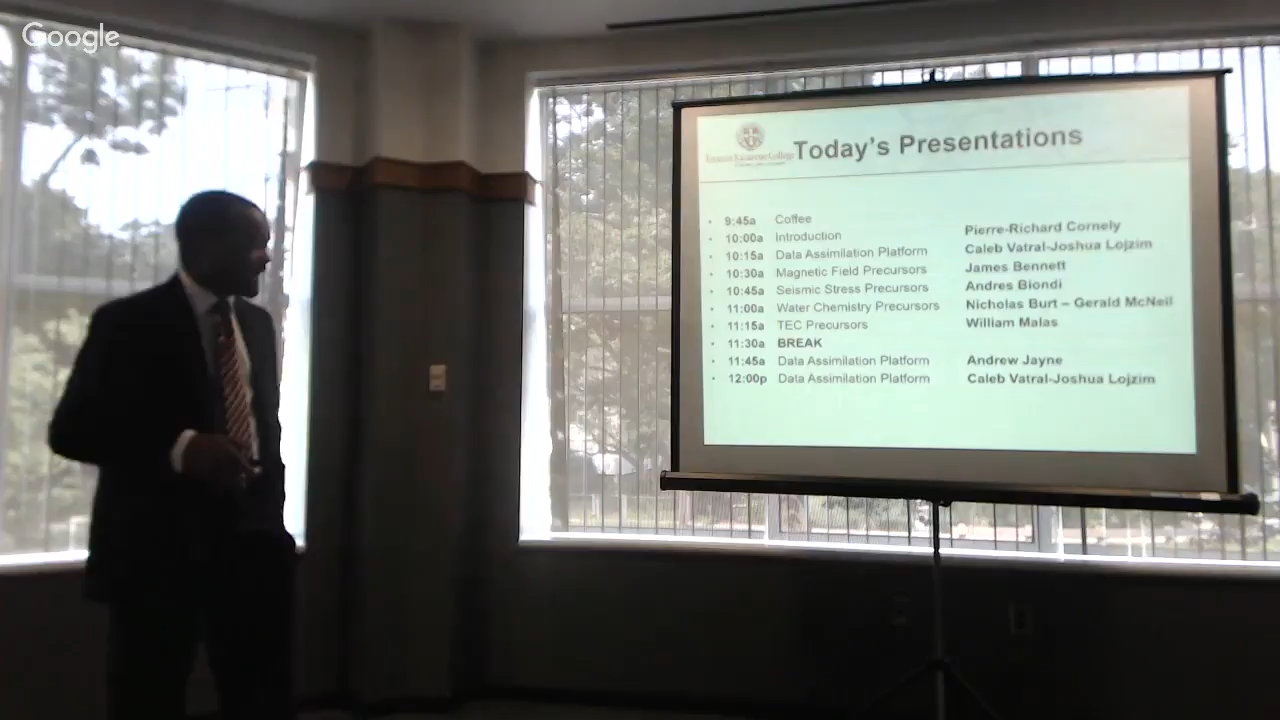 Google
Today's Presentations
• 9:45a Coffee
• 10:00a Introduction Pierre-Richard Cornely
• 10:15a Data Assimilation Platform Caleb Vatral-Joshua Lojzim
• 10:30a Magnetic Field Precursors James Bennett
• 10:45a Seismic Stress Precursors Andres Biondi
• 11:00a Water Chemistry Precursors Nicholas Burt – Gerald McNeil
• 11:15a TEC Precursors William Malas
• 11:30a BREAK
• 11:45a Data Assimilation Platform Andrew Jayne
• 12:00p Data Assimilation Platform Caleb Vatral-Joshua Lojzim